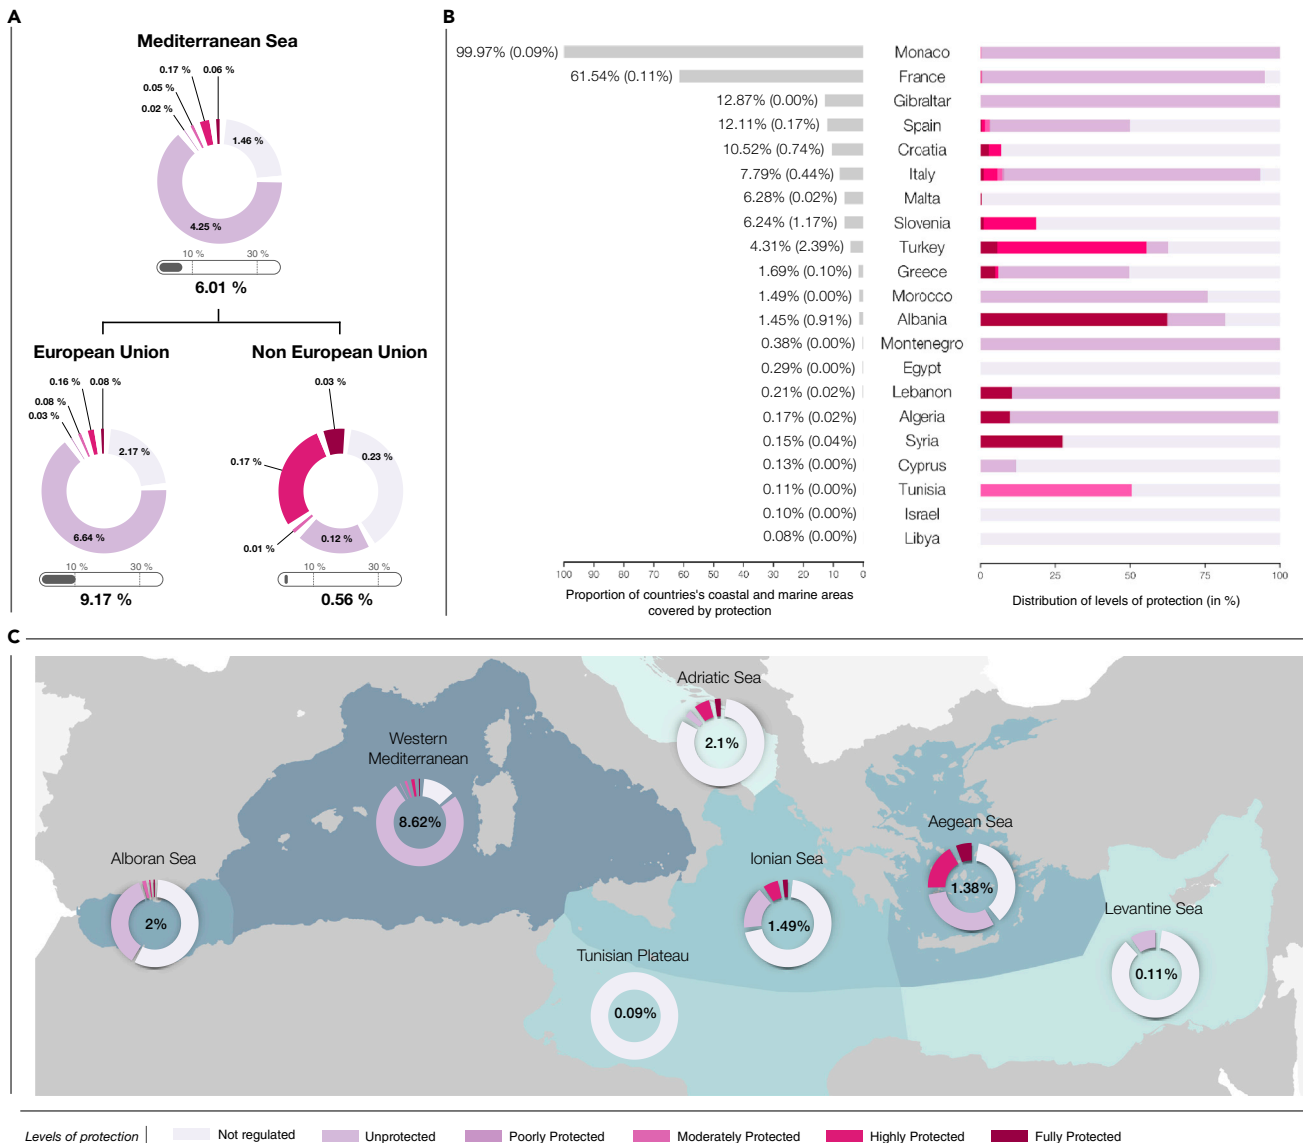 A
Mediterranean Sea
0.17 %
0.06 %
0.05 %
0.02 %
1.46 %
4.25 %
10 %
30 %
6.01 %
European Union
0.16 %
0.08 %
0.08 %
0.03 %
2.17 %
6.64 %
10 %
30 %
9.17 %
Non European Union
0.03 %
0.23 %
0.17 %
0.12 %
0.01 %
10 %
30 %
0.56 %
B
99.97% (0.09%) Monaco
61.54% (0.11%) France
12.87% (0.00%) Gibraltar
12.11% (0.17%) Spain
10.52% (0.74%) Croatia
7.79% (0.44%) Italy
6.28% (0.02%) Malta
6.24% (1.17%) Slovenia
4.31% (2.39%) Turkey
1.69% (0.10%) Greece
1.49% (0.00%) Morocco
1.45% (0.91%) Albania
0.38% (0.00%) Montenegro
0.29% (0.00%) Egypt
0.21% (0.02%) Lebanon
0.17% (0.02%) Algeria
0.15% (0.04%) Syria
0.13% (0.00%) Cyprus
0.11% (0.00%) Tunisia
0.10% (0.00%) Israel
0.08% (0.00%) Libya
100 90 80 70 60 50 40 30 20 10 0
Proportion of countries's coastal and marine areas
covered by protection
0 25 50 75 100
Distribution of levels of protection (in %)
C
Adriatic Sea
2.1%
Western
Mediterranean
8.62%
Aegean Sea
1.38%
Alboran Sea
2%
Ionian Sea
1.49%
Levantine Sea
0.11%
Tunisian Plateau
0.09%
Levels of protection Not regulated Unprotected Poorly Protected Moderately Protected Highly Protected Fully Protected